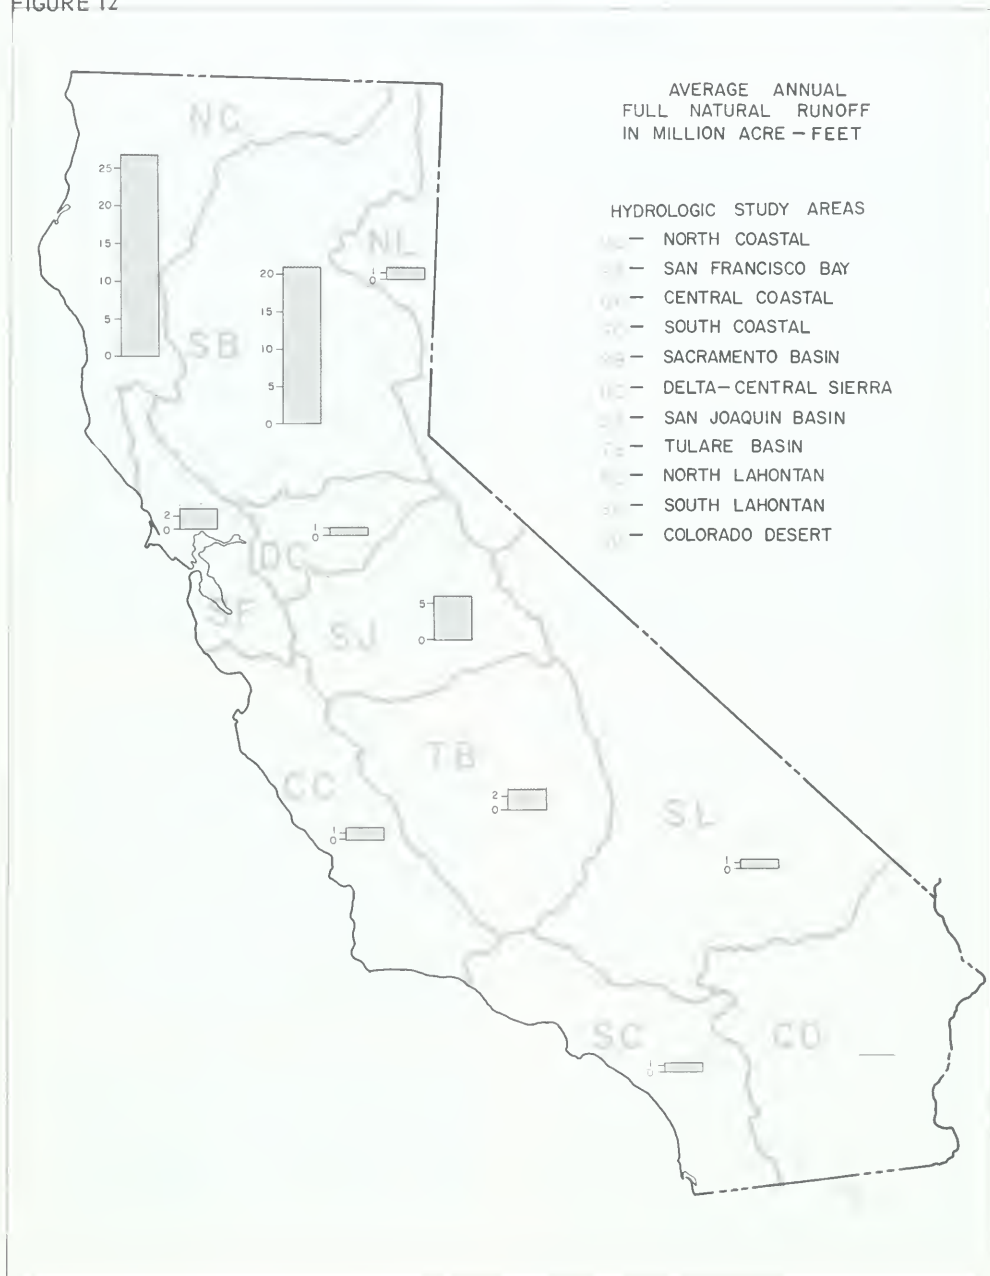 FIGURE 12
AVERAGE ANNUAL
FULL NATURAL RUNOFF
IN MILLION ACRE – FEET
HYDROLOGIC STUDY AREAS
— NORTH COASTAL
— SAN FRANCISCO BAY
— CENTRAL COASTAL
— SOUTH COASTAL
— SACRAMENTO BASIN
— DELTA – CENTRAL SIERRA
— SAN JOAQUIN BASIN
TB — TULARE BASIN
— NORTH LAHONTAN
— SOUTH LAHONTAN
— COLORADO DESERT
NC
25
20
15
10
5
0
NL
1
0
SB
20
15
10
5
0
2
0
SF
DC
1
0
SJ
5
0
TB
2
0
CC
1
0
SL
1
0
SC
1
0
CD